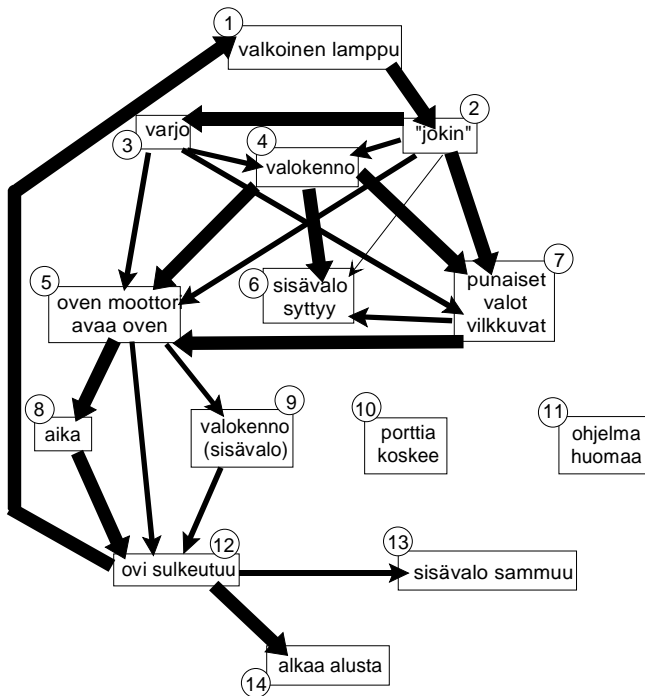 1
valkoinen lamppu
2
"jokin"
3
varjo
4
valokenno
5
oven moottori
avaa oven
6
sisävalo
syttyy
7
punaiset
valot
vilkkuvat
8
aika
9
valokenno
(sisävalo)
10
porttia
koskee
11
ohjelma
huomaa
12
ovi sulkeutuu
13
sisävalo sammuu
14
alkaa alusta